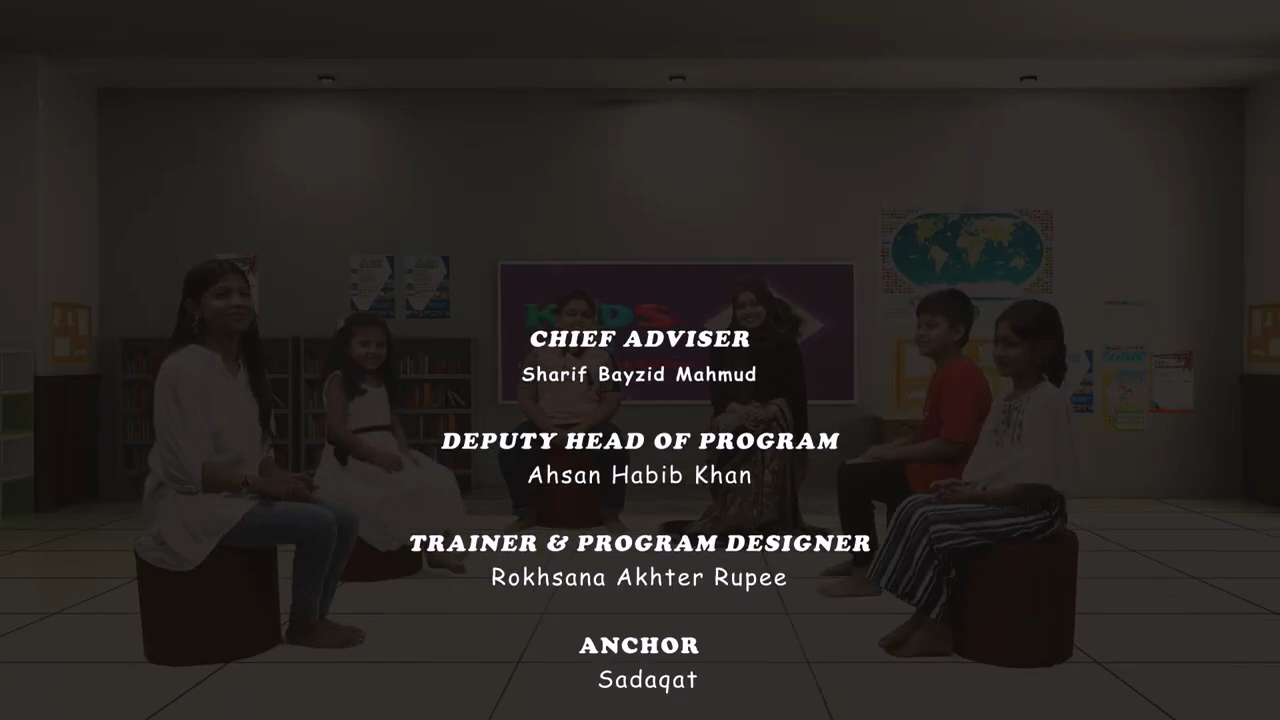 KIDS
CHIEF ADVISER
Sharif Bayzid Mahmud
DEPUTY HEAD OF PROGRAM
Ahsan Habib Khan
TRAINER & PROGRAM DESIGNER
Rokhsana Akhter Rupee
ANCHOR
Sadaqat